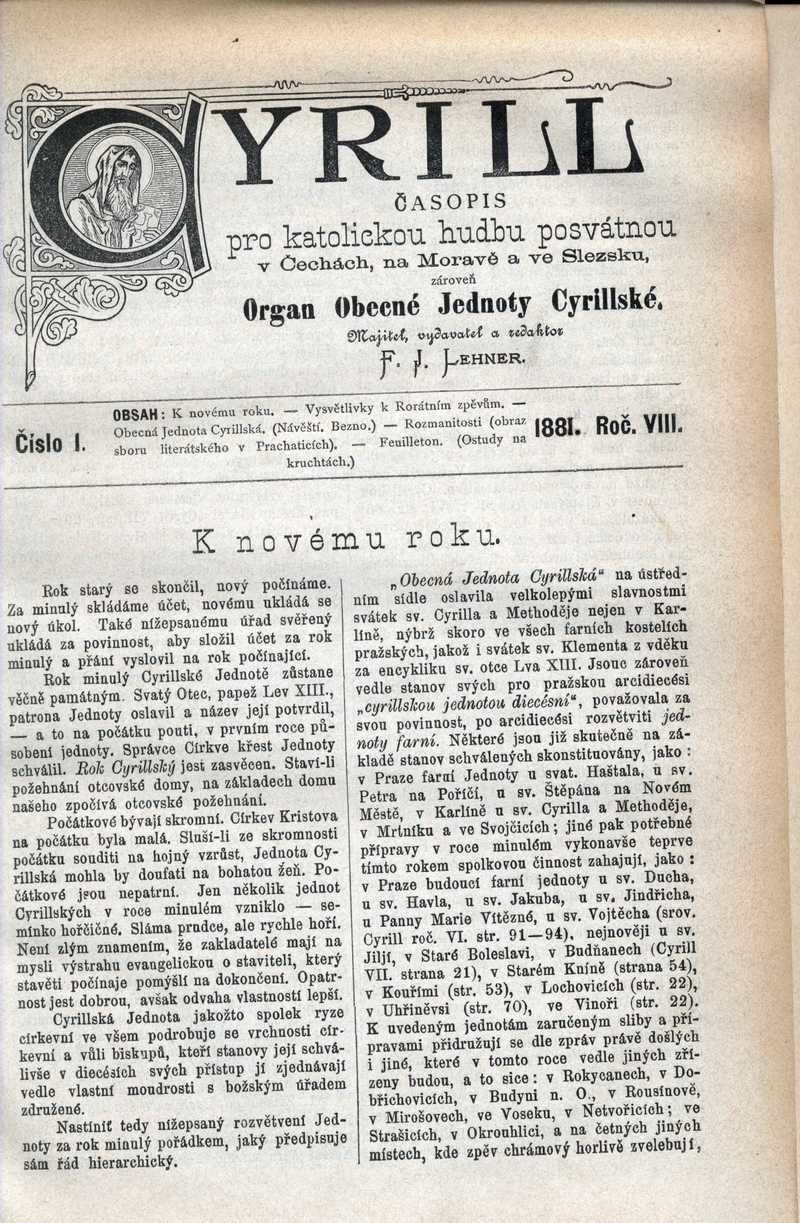 CYRILL
ČASOPIS
pro katolickou hudbu posvátnou
v Čechách, na Moravě a ve Slezsku,
zároveň
Organ Obecné Jednoty Cyrillské.
Majitel, vydavatel a redaktor
F. J. LEHNER.
Číslo 1.
OBSAH: K novému roku. — Vysvětlivky k Rorátním zpěvům. —
Obecná Jednota Cyrillská. (Návěští. Bezno.) — Rozmanitosti (obraz
sboru literátského v Prachaticích). — Feuilleton. (Ostudy na
kruchtách.)
1881. Roč. VIII.
K novému roku.
Rok starý se skončil, nový počínáme.
Za minulý skládáme účet, novému ukládá se
nový úkol. Také nížepsanému úřad svěřený
ukládá za povinnost, aby složil účet za rok
minulý a přání vyslovil na rok počínající.
Rok minulý Cyrillské Jednotě zůstane
věčně památným. Svatý Otec, papež Lev XIII.,
patrona Jednoty oslavil a název její potvrdil,
— a to na počátku pouti, v prvním roce pů-
sobení jednoty. Správce Církve křest Jednoty
schválil. Rok Cyrillský jest zasvěcen. Staví-li
požehnání otcovské domy, na základech domu
našeho zpočívá otcovské požehnání.
Počátkové bývají skromní. Církev Kristova
na počátku byla malá. Sluší-li ze skromnosti
počátku souditi na hojný vzrůst, Jednota Cy-
rillská mohla by doufati na bohatou žeň. Po-
čátkové jsou nepatrní. Jen několik jednot
Cyrillských v roce minulém vzniklo — se-
mínko hořčičné. Sláma prudce, ale rychle hoří.
Není zlým znamením, že zakladatelé mají na
mysli výstrahu evangelickou o staviteli, který
stavěti počínaje pomýšlí na dokončení. Opatr-
nost jest dobrou, avšak odvaha vlastností lepší.
Cyrillská Jednota jakožto spolek ryze
církevní ve všem podrobuje se vrchnosti cír-
kevní a vůli biskupů, kteří stanovy její schvá-
livše v diecésích svých přístup jí zjednávají
vedle vlastní moudrosti s božským úřadem
združené.
Nastíniť tedy nížepsaný rozvětvení Jed-
noty za rok minulý pořádkem, jaký předpisuje
sám řád hierarchický.
„Obecná Jednota Cyrillská“ na ústřed-
ním sídle oslavila velkolepými slavnostmi
svátek sv. Cyrilla a Methoděje nejen v Kar-
líně, nýbrž skoro ve všech farních kostelích
pražských, jakož i svátek sv. Klementa z vděku
za encykliku sv. otce Lva XIII. Jsouc zároveň
vedle stanov svých pro pražskou arcidiecési
„cyrillskou jednotou diecésní“, považovala za
svou povinnost, po arcidiecési rozvětviti jed-
noty farní. Některé jsou již skutečně na zá-
kladě stanov schválených skonstituovány, jako:
v Praze farní Jednoty u svat. Haštala, u sv.
Petra na Poříčí, u sv. Štěpána na Novém
Městě, v Karlíně u sv. Cyrilla a Methoděje,
v Mrtníku a ve Svojčicích; jiné pak potřebné
přípravy v roce minulém vykonavše teprve
tímto rokem spolkovou činnost zahajují, jako:
v Praze budoucí farní jednoty u sv. Ducha,
u sv. Havla, u sv. Jakuba, u sv. Jindřicha,
u Panny Marie Vítězné, u sv. Vojtěcha (srov.
Cyrill roč. VI. str. 91—94), nejnověji u sv.
Jiljí, v Staré Boleslavi, v Budňanech (Cyrill
VII. strana 21), v Starém Kníně (strana 54),
v Kouřími (str. 53), v Lochovicích (str. 22),
v Uhřiněvsi (str. 70), ve Vinoři (str. 22).
K uvedeným jednotám zaručeným sliby a pří-
pravami přidružují se dle zpráv právě došlých
i jiné, které v tomto roce vedle jiných zří-
zeny budou, a to sice: v Rokycanech, v Do-
břichovicích, v Budyni n. O., v Rousínově,
v Mirošovech, ve Voseku, v Netvořicích; ve
Strašicích, v Okrouhlici, a na četných jiných
místech, kde zpěv chrámový horlivě zvelebují,